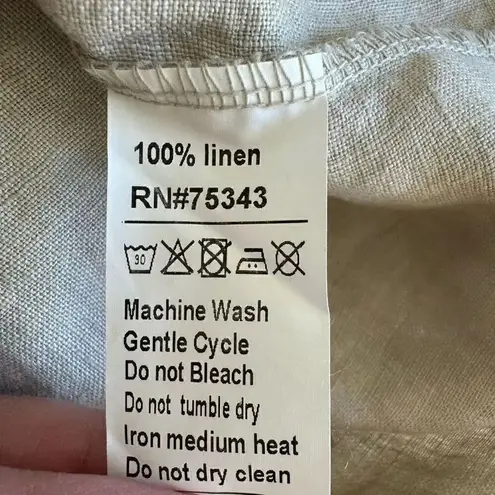 100% linen
RN#75343
30
Machine Wash
Gentle Cycle
Do not Bleach
Do not tumble dry
Iron medium heat
Do not dry clean